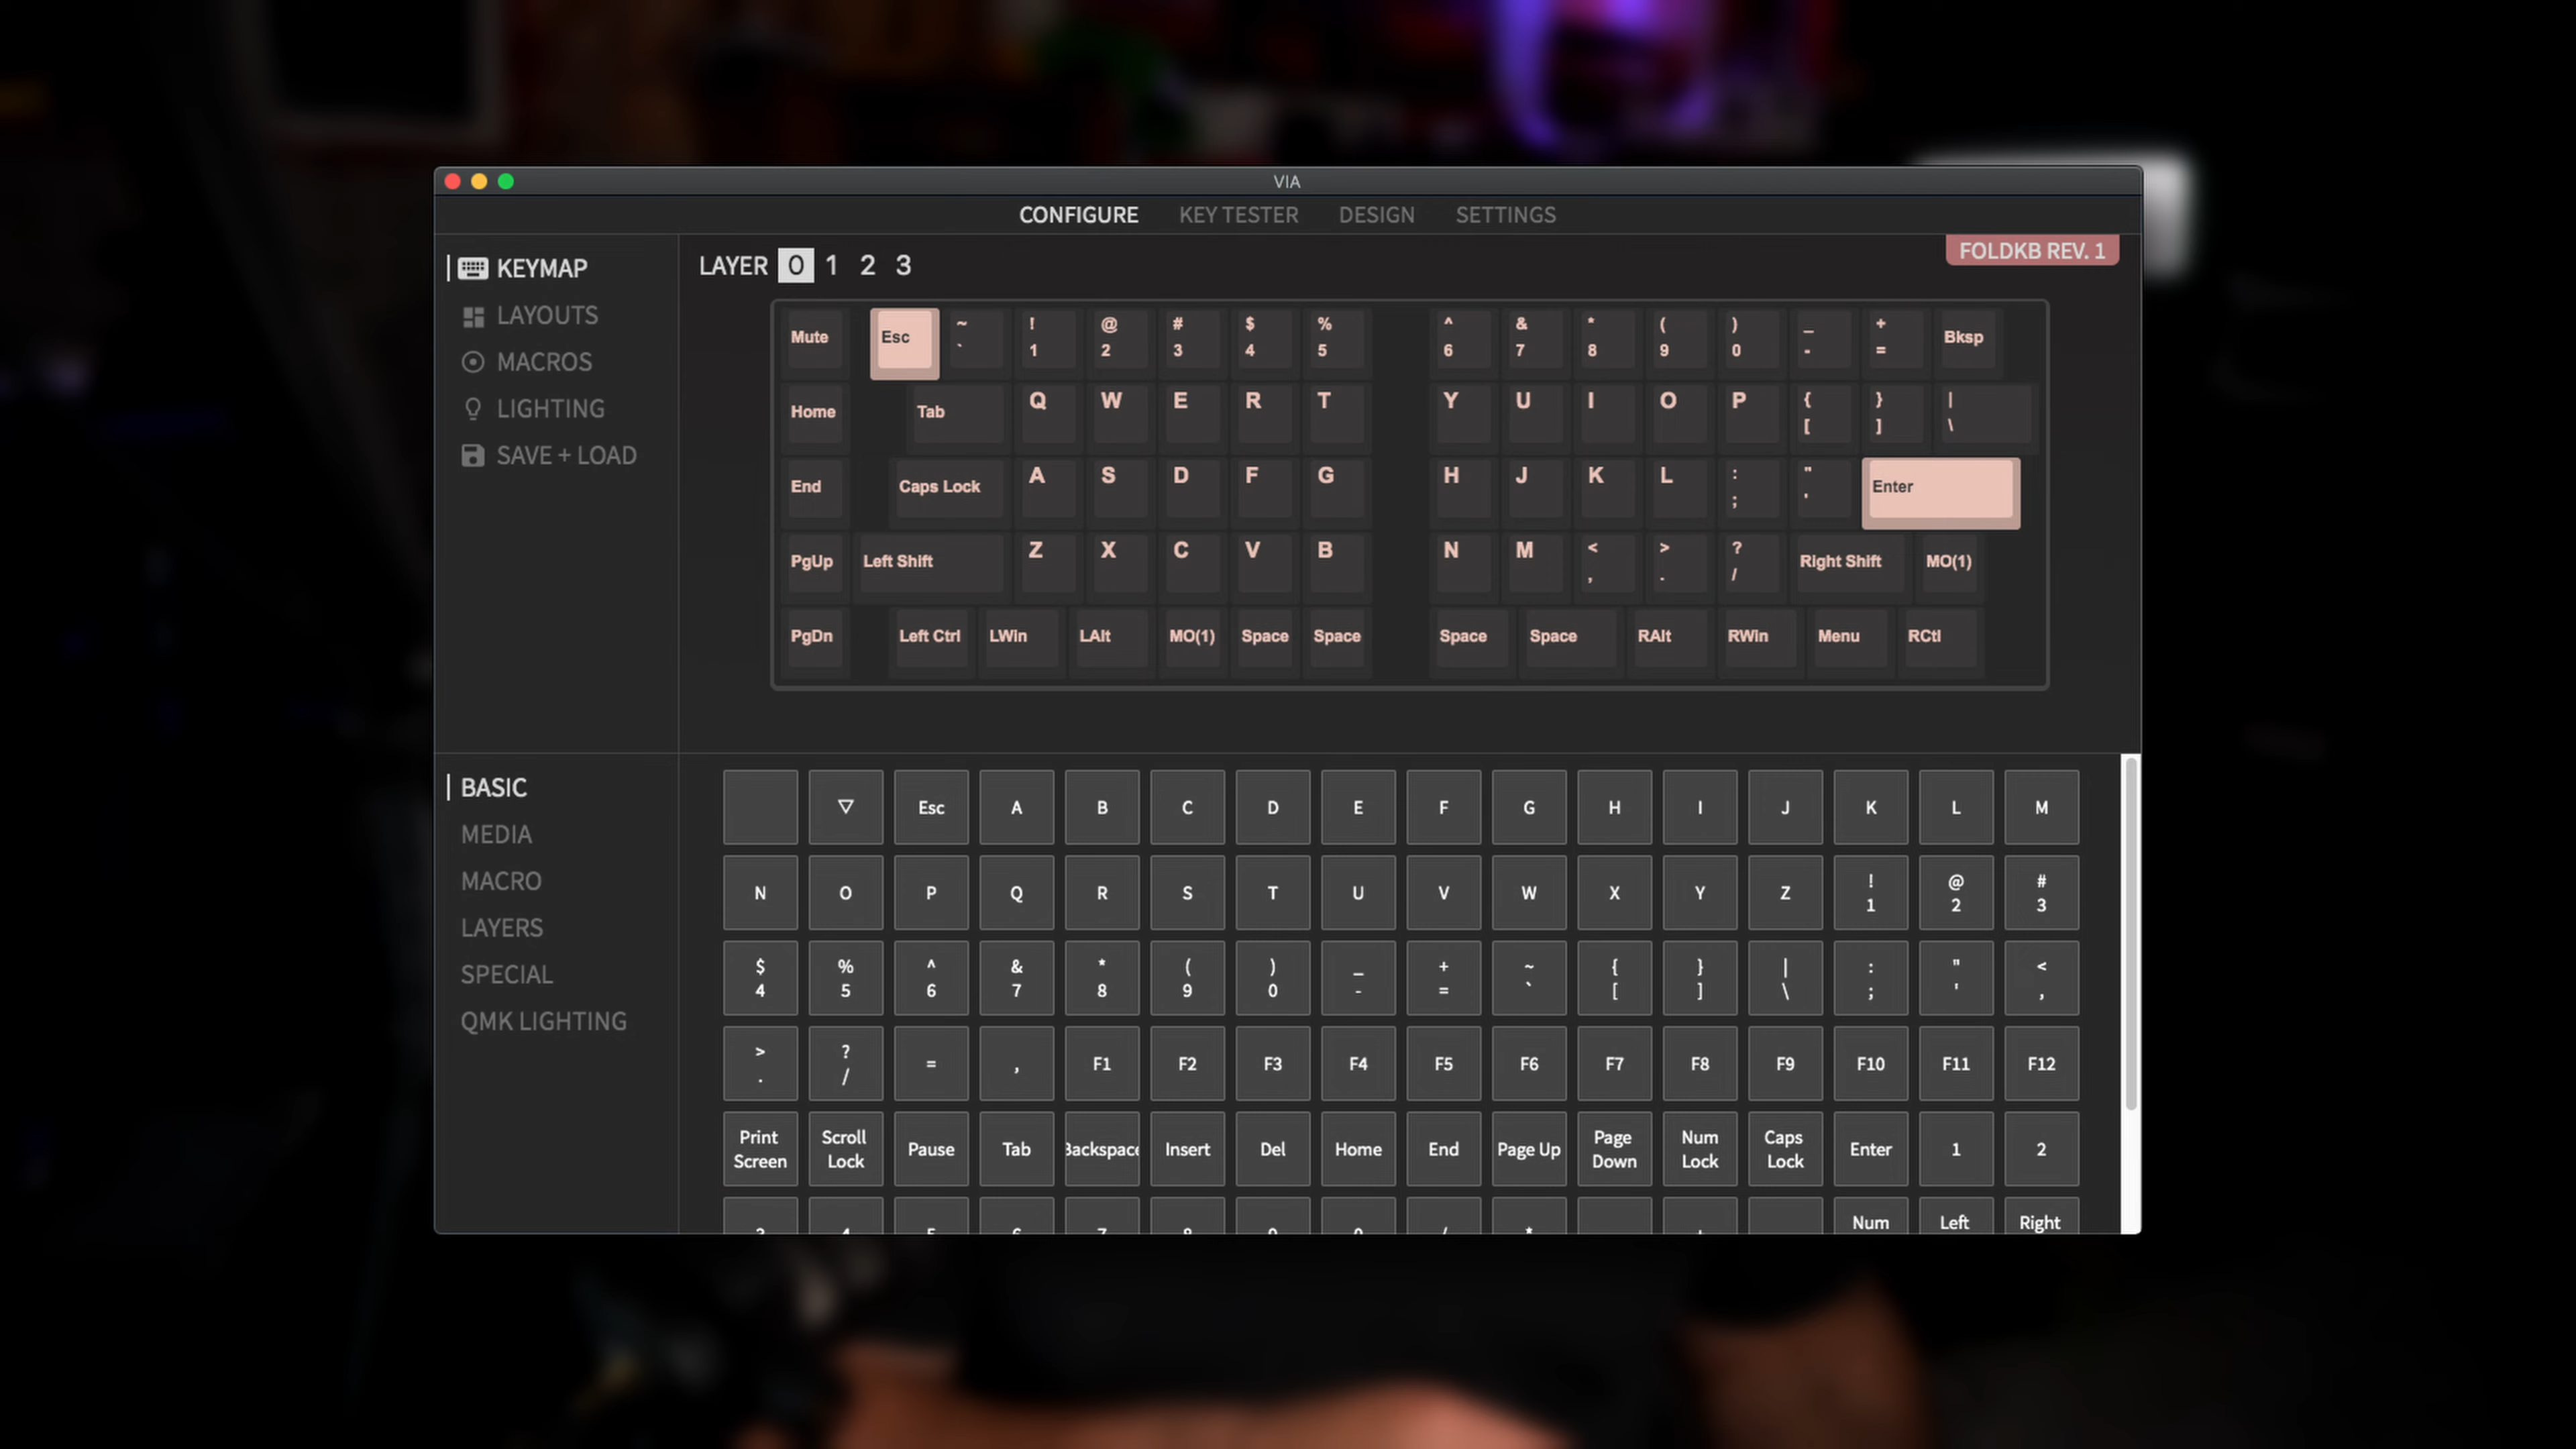 VIA
CONFIGURE KEY TESTER DESIGN SETTINGS
KEYMAP
LAYOUTS
MACROS
LIGHTING
SAVE + LOAD
LAYER 0 1 2 3
FOLDKB REV. 1
Mute Esc ~ ! @ # $ % ^ & * ( ) _ + Bksp
` 1 2 3 4 5 6 7 8 9 0 - =
Home Tab Q W E R T Y U I O P { } |
[ ] \
End Caps Lock A S D F G H J K L : " Enter
; '
PgUp Left Shift Z X C V B N M < > ? Right Shift MO(1)
, . /
PgDn Left Ctrl LWin LAlt MO(1) Space Space Space Space RAlt RWin Menu RCtl
BASIC
MEDIA
MACRO
LAYERS
SPECIAL
QMK LIGHTING
▽ Esc A B C D E F G H I J K L M
N O P Q R S T U V W X Y Z ! @ #
1 2 3
$ % ^ & * ( ) _ + ~ { } | : " <
4 5 6 7 8 9 0 - = ` [ ] \ ; ' ,
> ? = , F1 F2 F3 F4 F5 F6 F7 F8 F9 F10 F11 F12
. /
Print Scroll Pause Tab Backspace Insert Del Home End Page Up Page Num Caps Enter 1 2
Screen Lock Down Lock Lock
Num Left Right